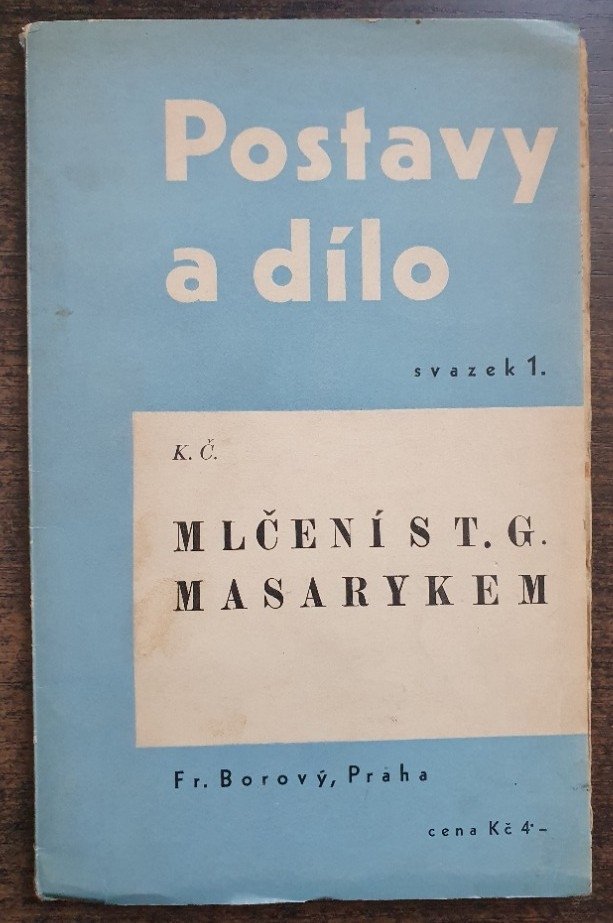 Postavy
a dílo
svazek 1.
K. Č.
MLČENÍ S T. G.
MASARYKEM
Fr. Borový, Praha
cena Kč 4·–